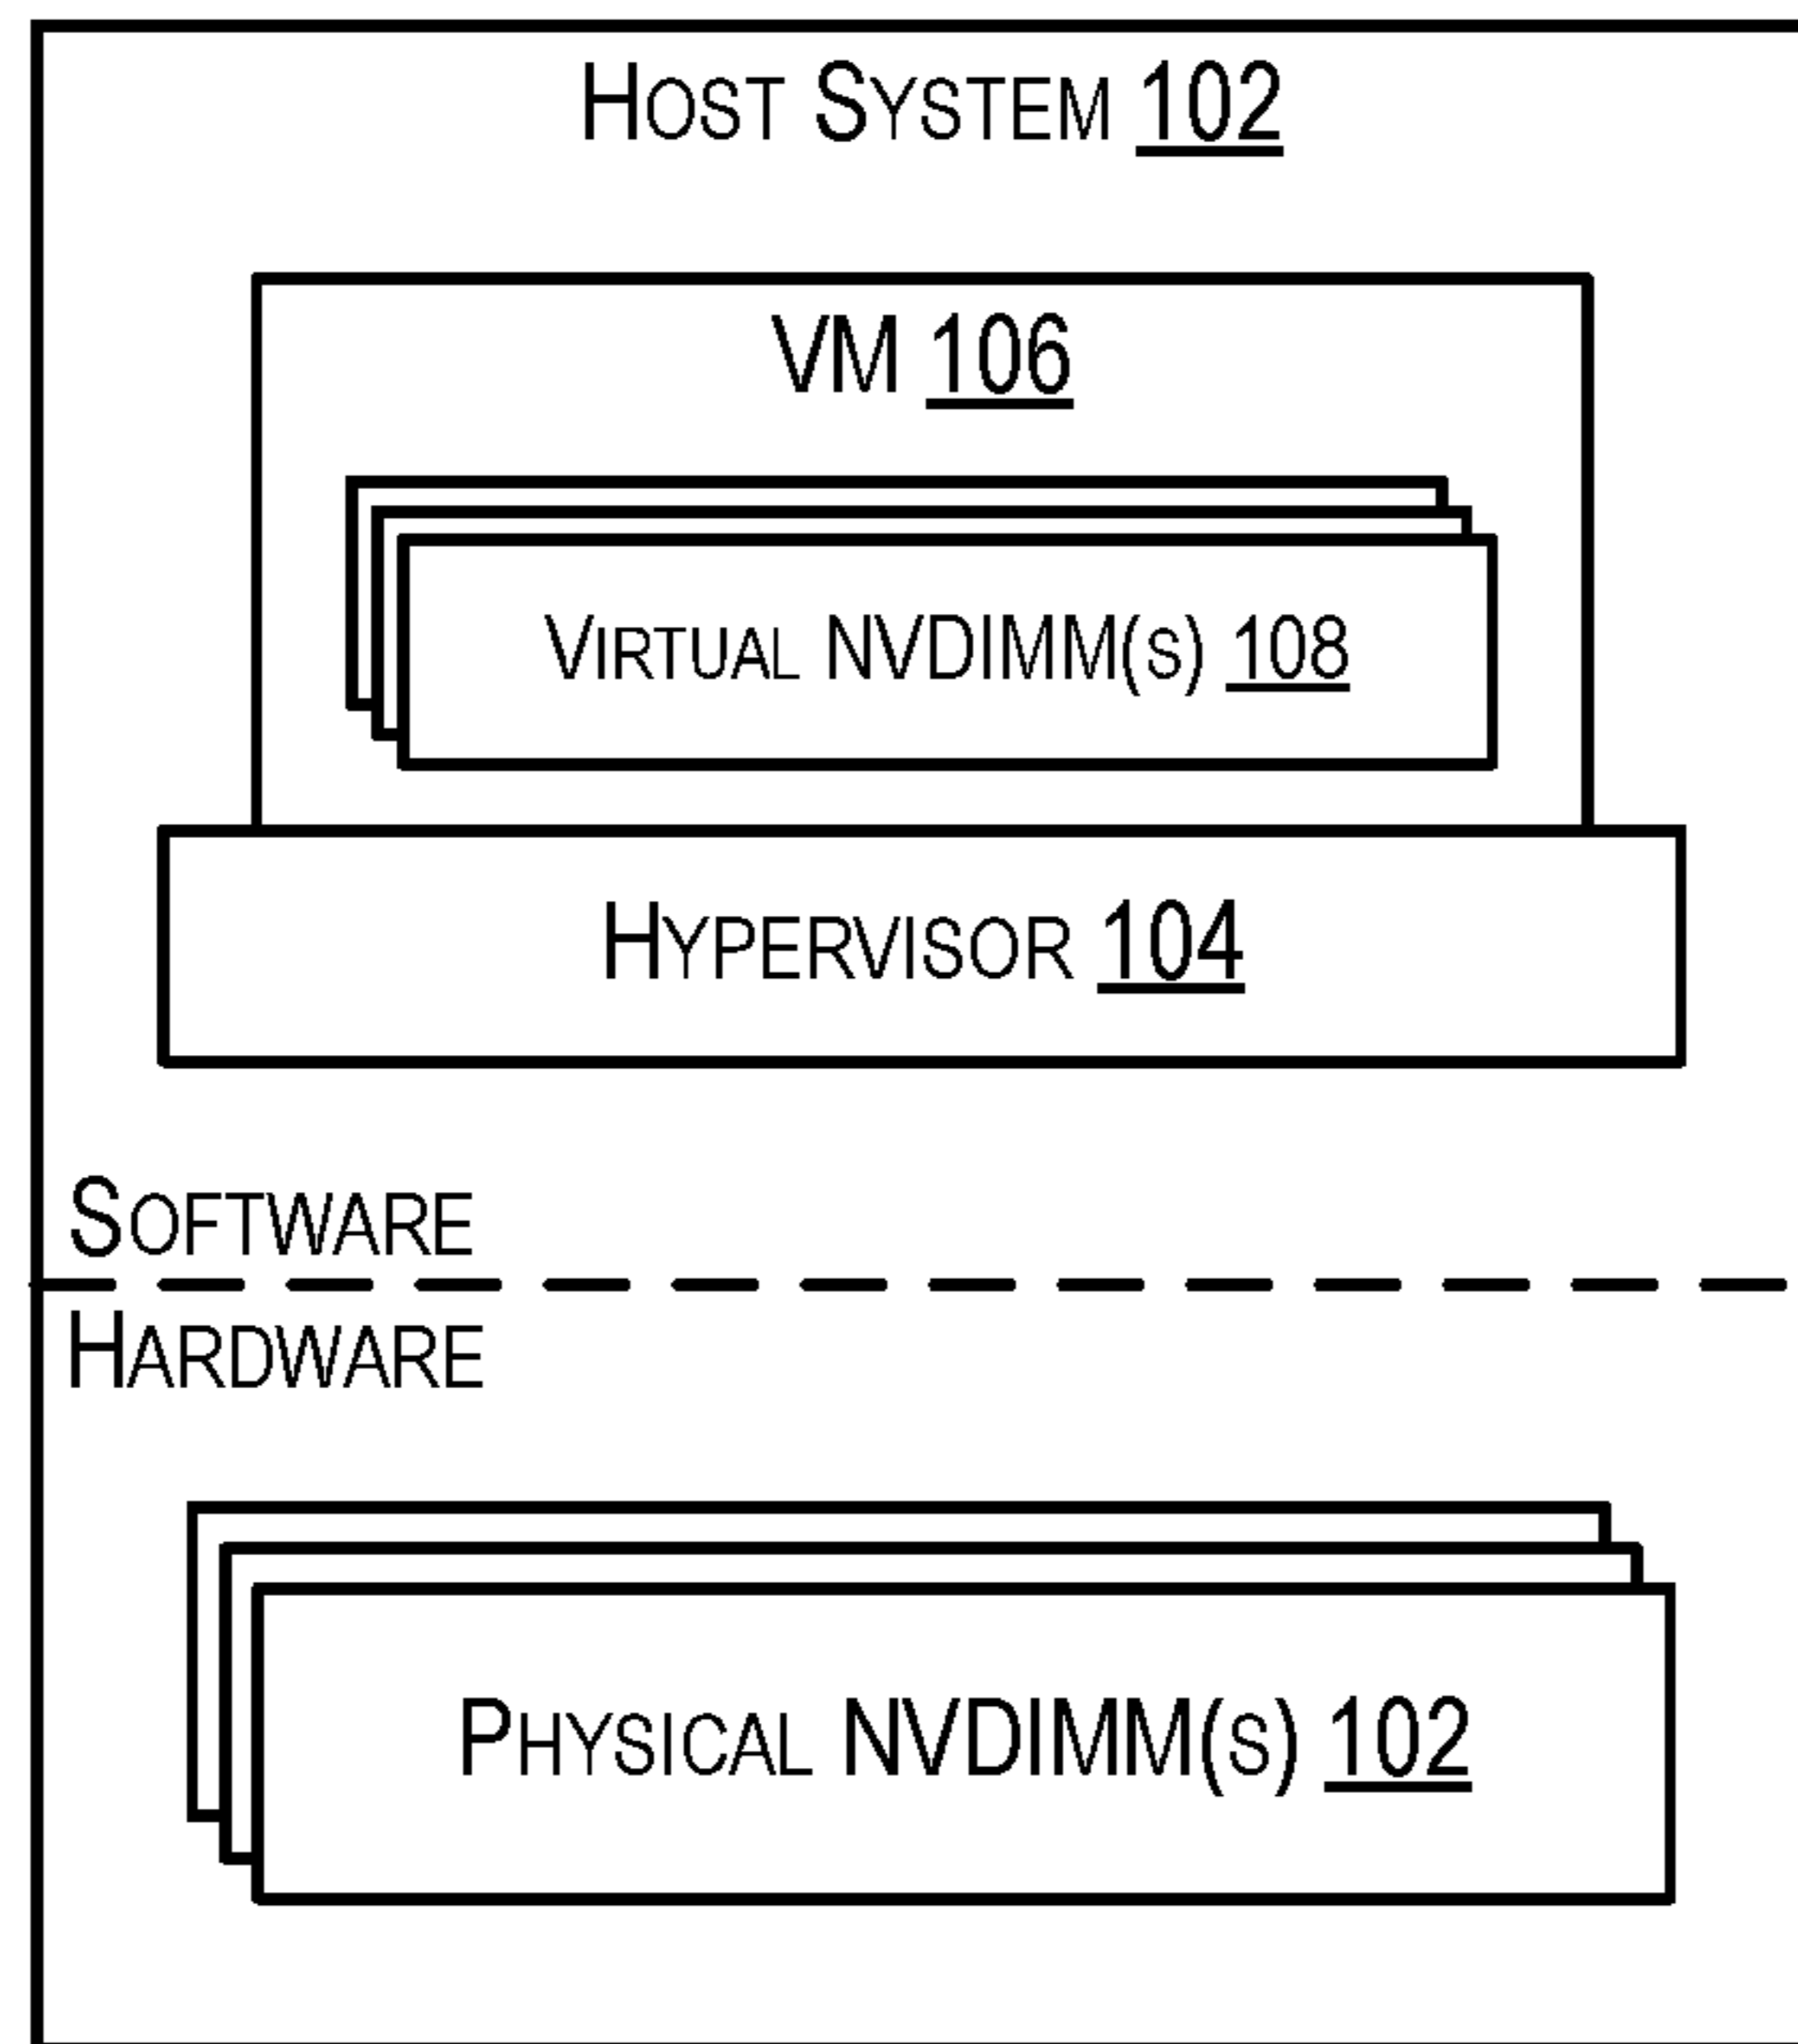 HOST SYSTEM 102
VM 106
VIRTUAL NVDIMM(S) 108
HYPERVISOR 104
SOFTWARE
HARDWARE
PHYSICAL NVDIMM(S) 102